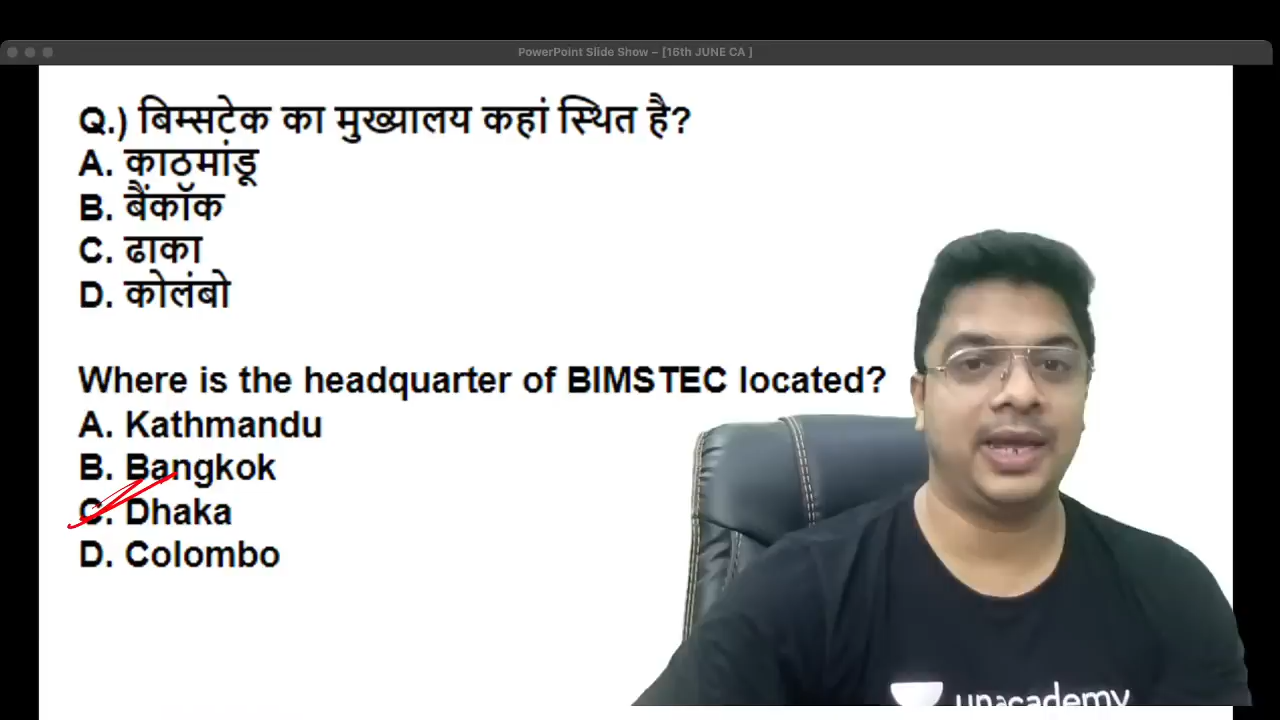 PowerPoint Slide Show – [16th JUNE CA ]
Q.) बिम्सटेक का मुख्यालय कहां स्थित है?
A. काठमांडू
B. बैंकॉक
C. ढाका
D. कोलंबो
Where is the headquarter of BIMSTEC located?
A. Kathmandu
B. Bangkok
C. Dhaka
D. Colombo
unacademy